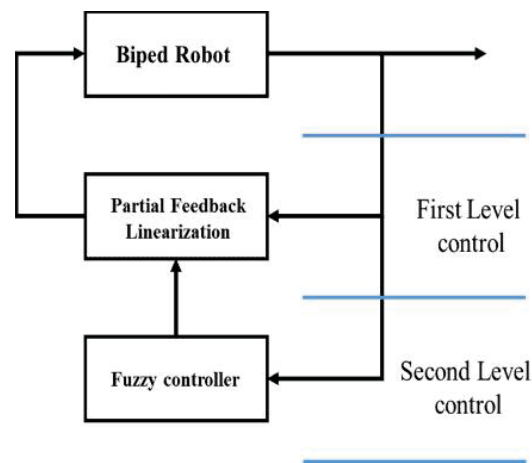 Biped Robot
Partial Feedback
Linearization
First Level
control
Fuzzy controller
Second Level
control